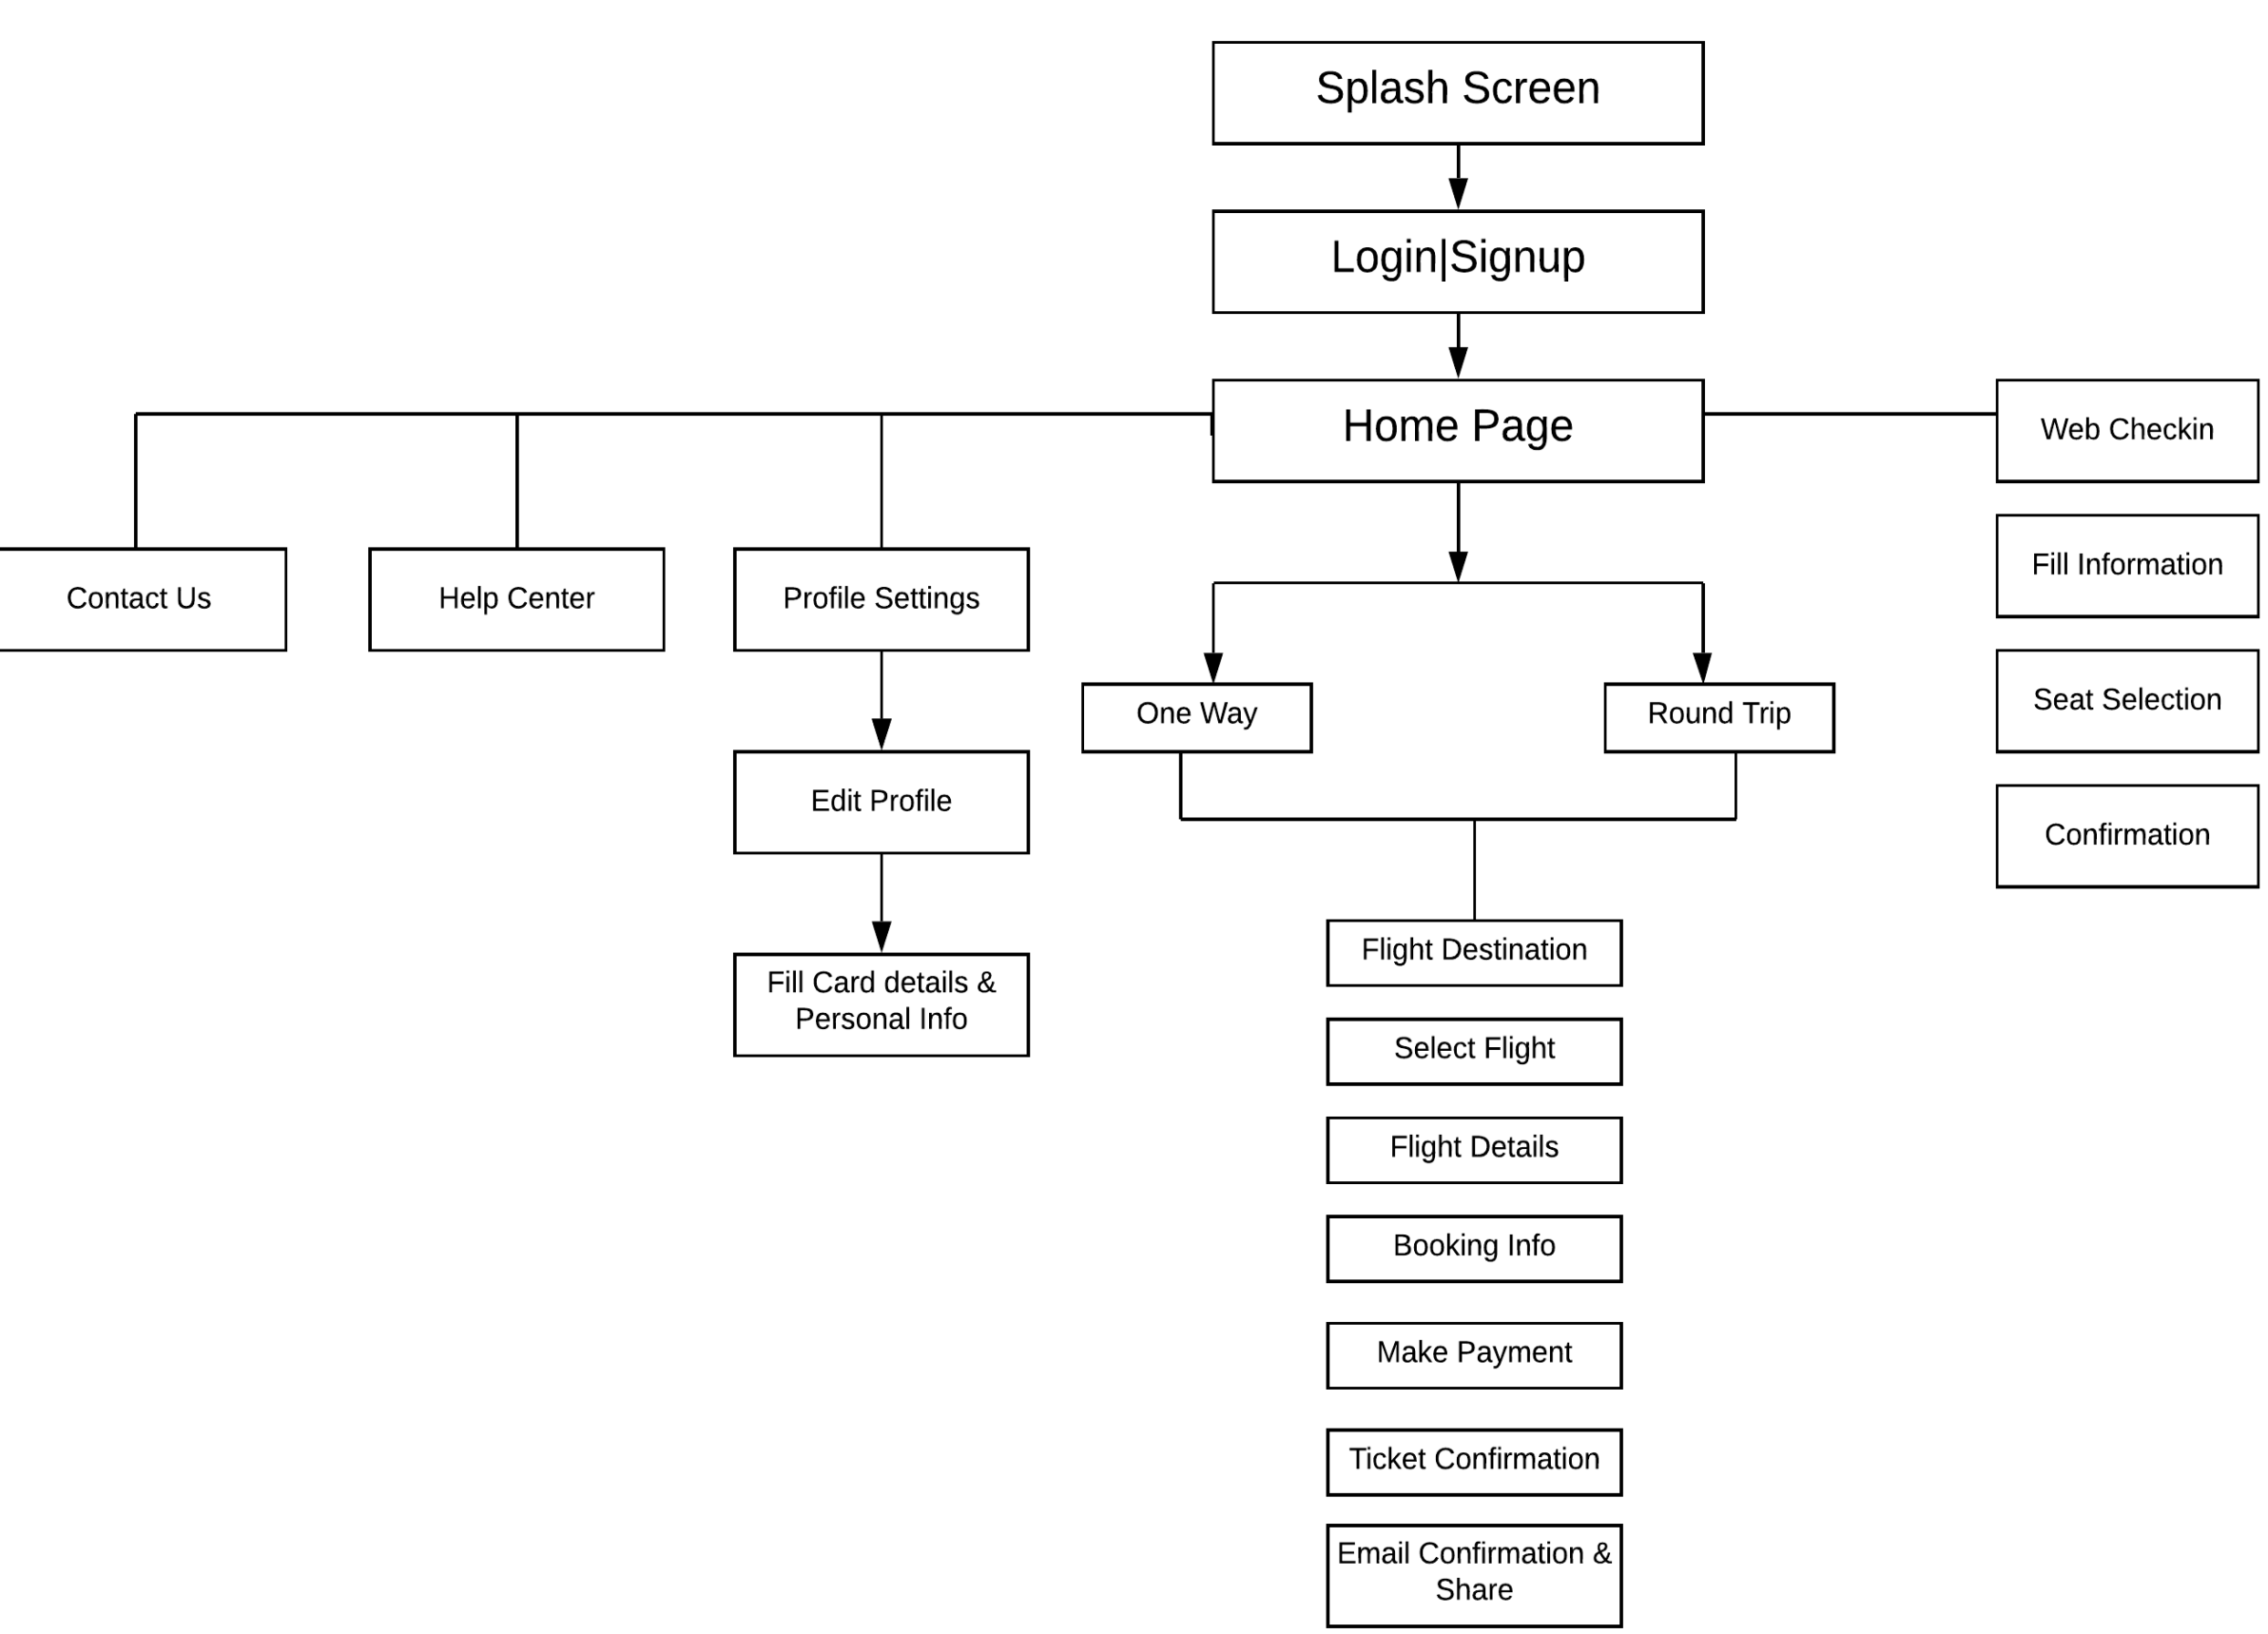 Splash Screen
Login|Signup
Home Page
Web Checkin
Fill Information
Seat Selection
Confirmation
Contact Us
Help Center
Profile Settings
Edit Profile
Fill Card details &
Personal Info
One Way
Round Trip
Flight Destination
Select Flight
Flight Details
Booking Info
Make Payment
Ticket Confirmation
Email Confirmation &
Share